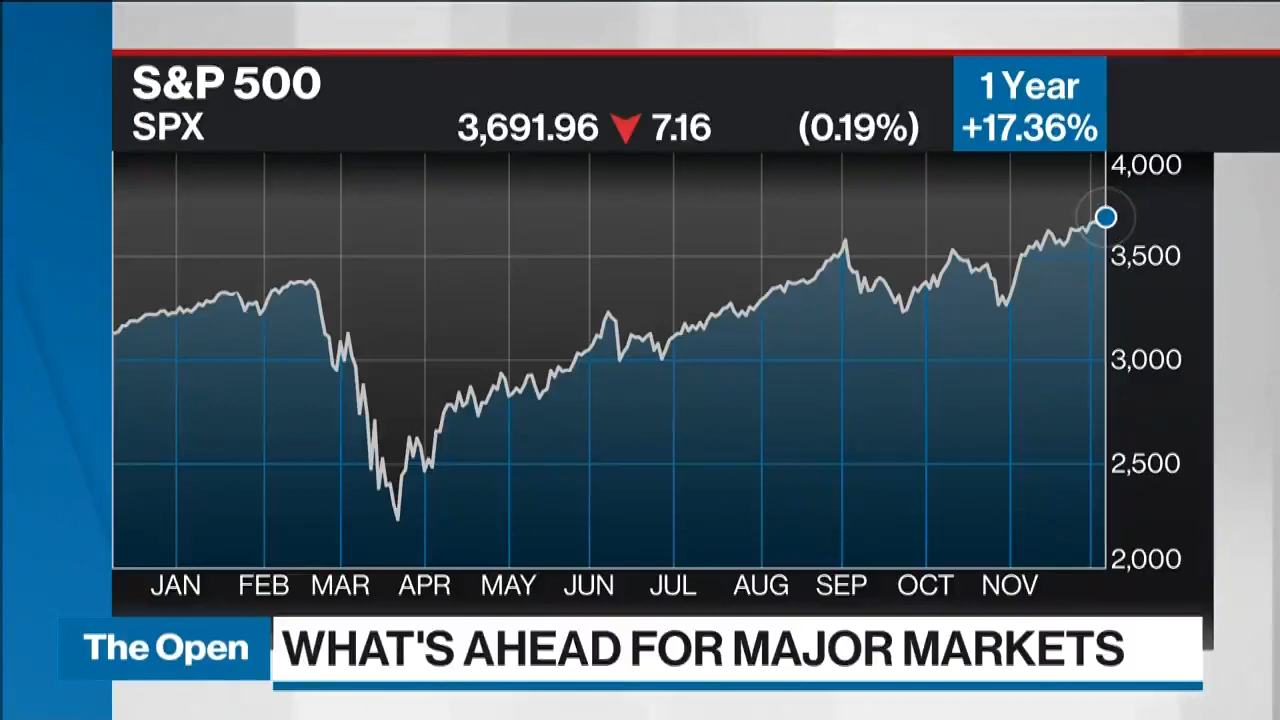 S&P 500
SPX 3,691.96 7.16 (0.19%)
1 Year
+17.36%
4,000
3,500
3,000
2,500
2,000
JAN FEB MAR APR MAY JUN JUL AUG SEP OCT NOV
The Open
WHAT'S AHEAD FOR MAJOR MARKETS